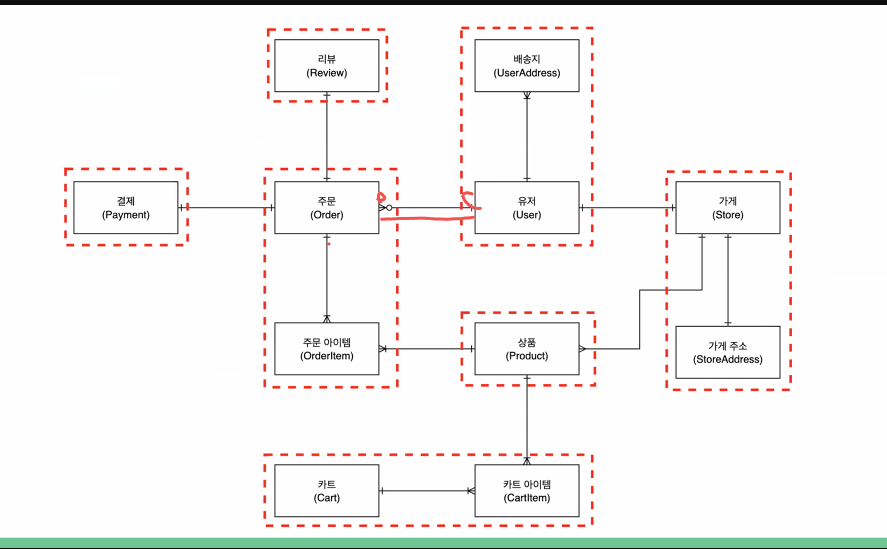 리뷰
(Review)
배송지
(UserAddress)
결제
(Payment)
주문
(Order)
유저
(User)
가게
(Store)
주문 아이템
(OrderItem)
상품
(Product)
가게 주소
(StoreAddress)
카트
(Cart)
카트 아이템
(CartItem)